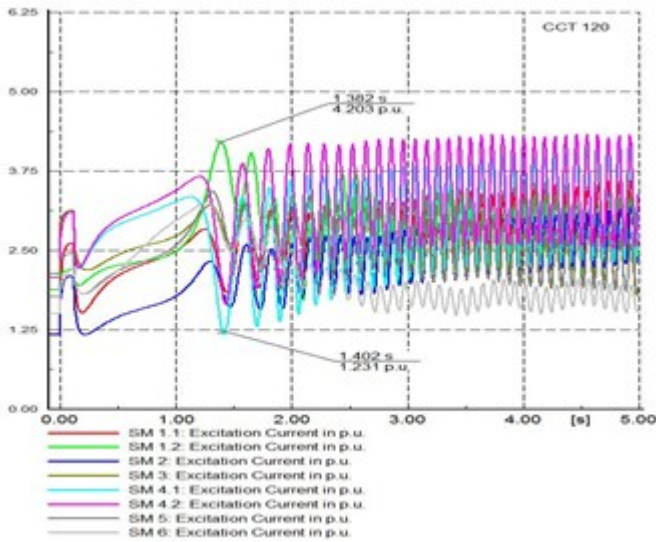 6.25
CCT 120
5.00
1.382 s
4.203 p.u.
3.75
2.50
1.25
1.402 s
1.231 p.u.
0.00
0.00 1.00 2.00 3.00 4.00 [s] 5.00
SM 1.1: Excitation Current in p.u.
SM 1.2: Excitation Current in p.u.
SM 2: Excitation Current in p.u.
SM 3: Excitation Current in p.u.
SM 4.1: Excitation Current in p.u.
SM 4.2: Excitation Current in p.u.
SM 5: Excitation Current in p.u.
SM 6: Excitation Current in p.u.